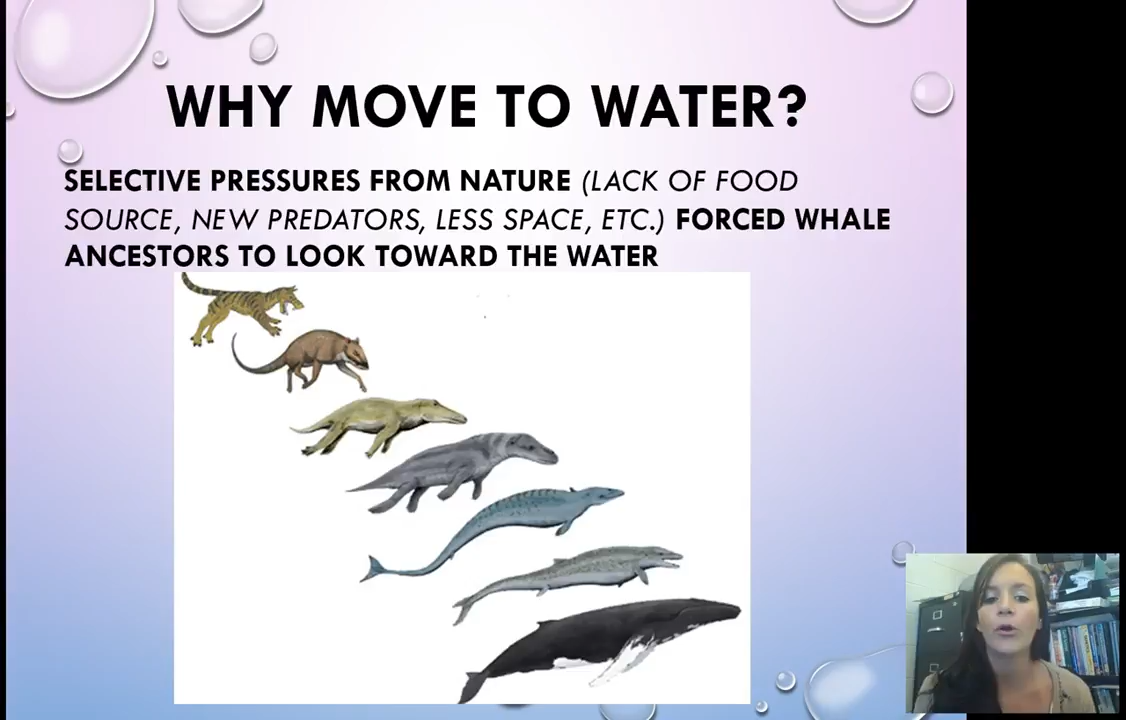 WHY MOVE TO WATER?
SELECTIVE PRESSURES FROM NATURE (LACK OF FOOD
SOURCE, NEW PREDATORS, LESS SPACE, ETC.) FORCED WHALE
ANCESTORS TO LOOK TOWARD THE WATER